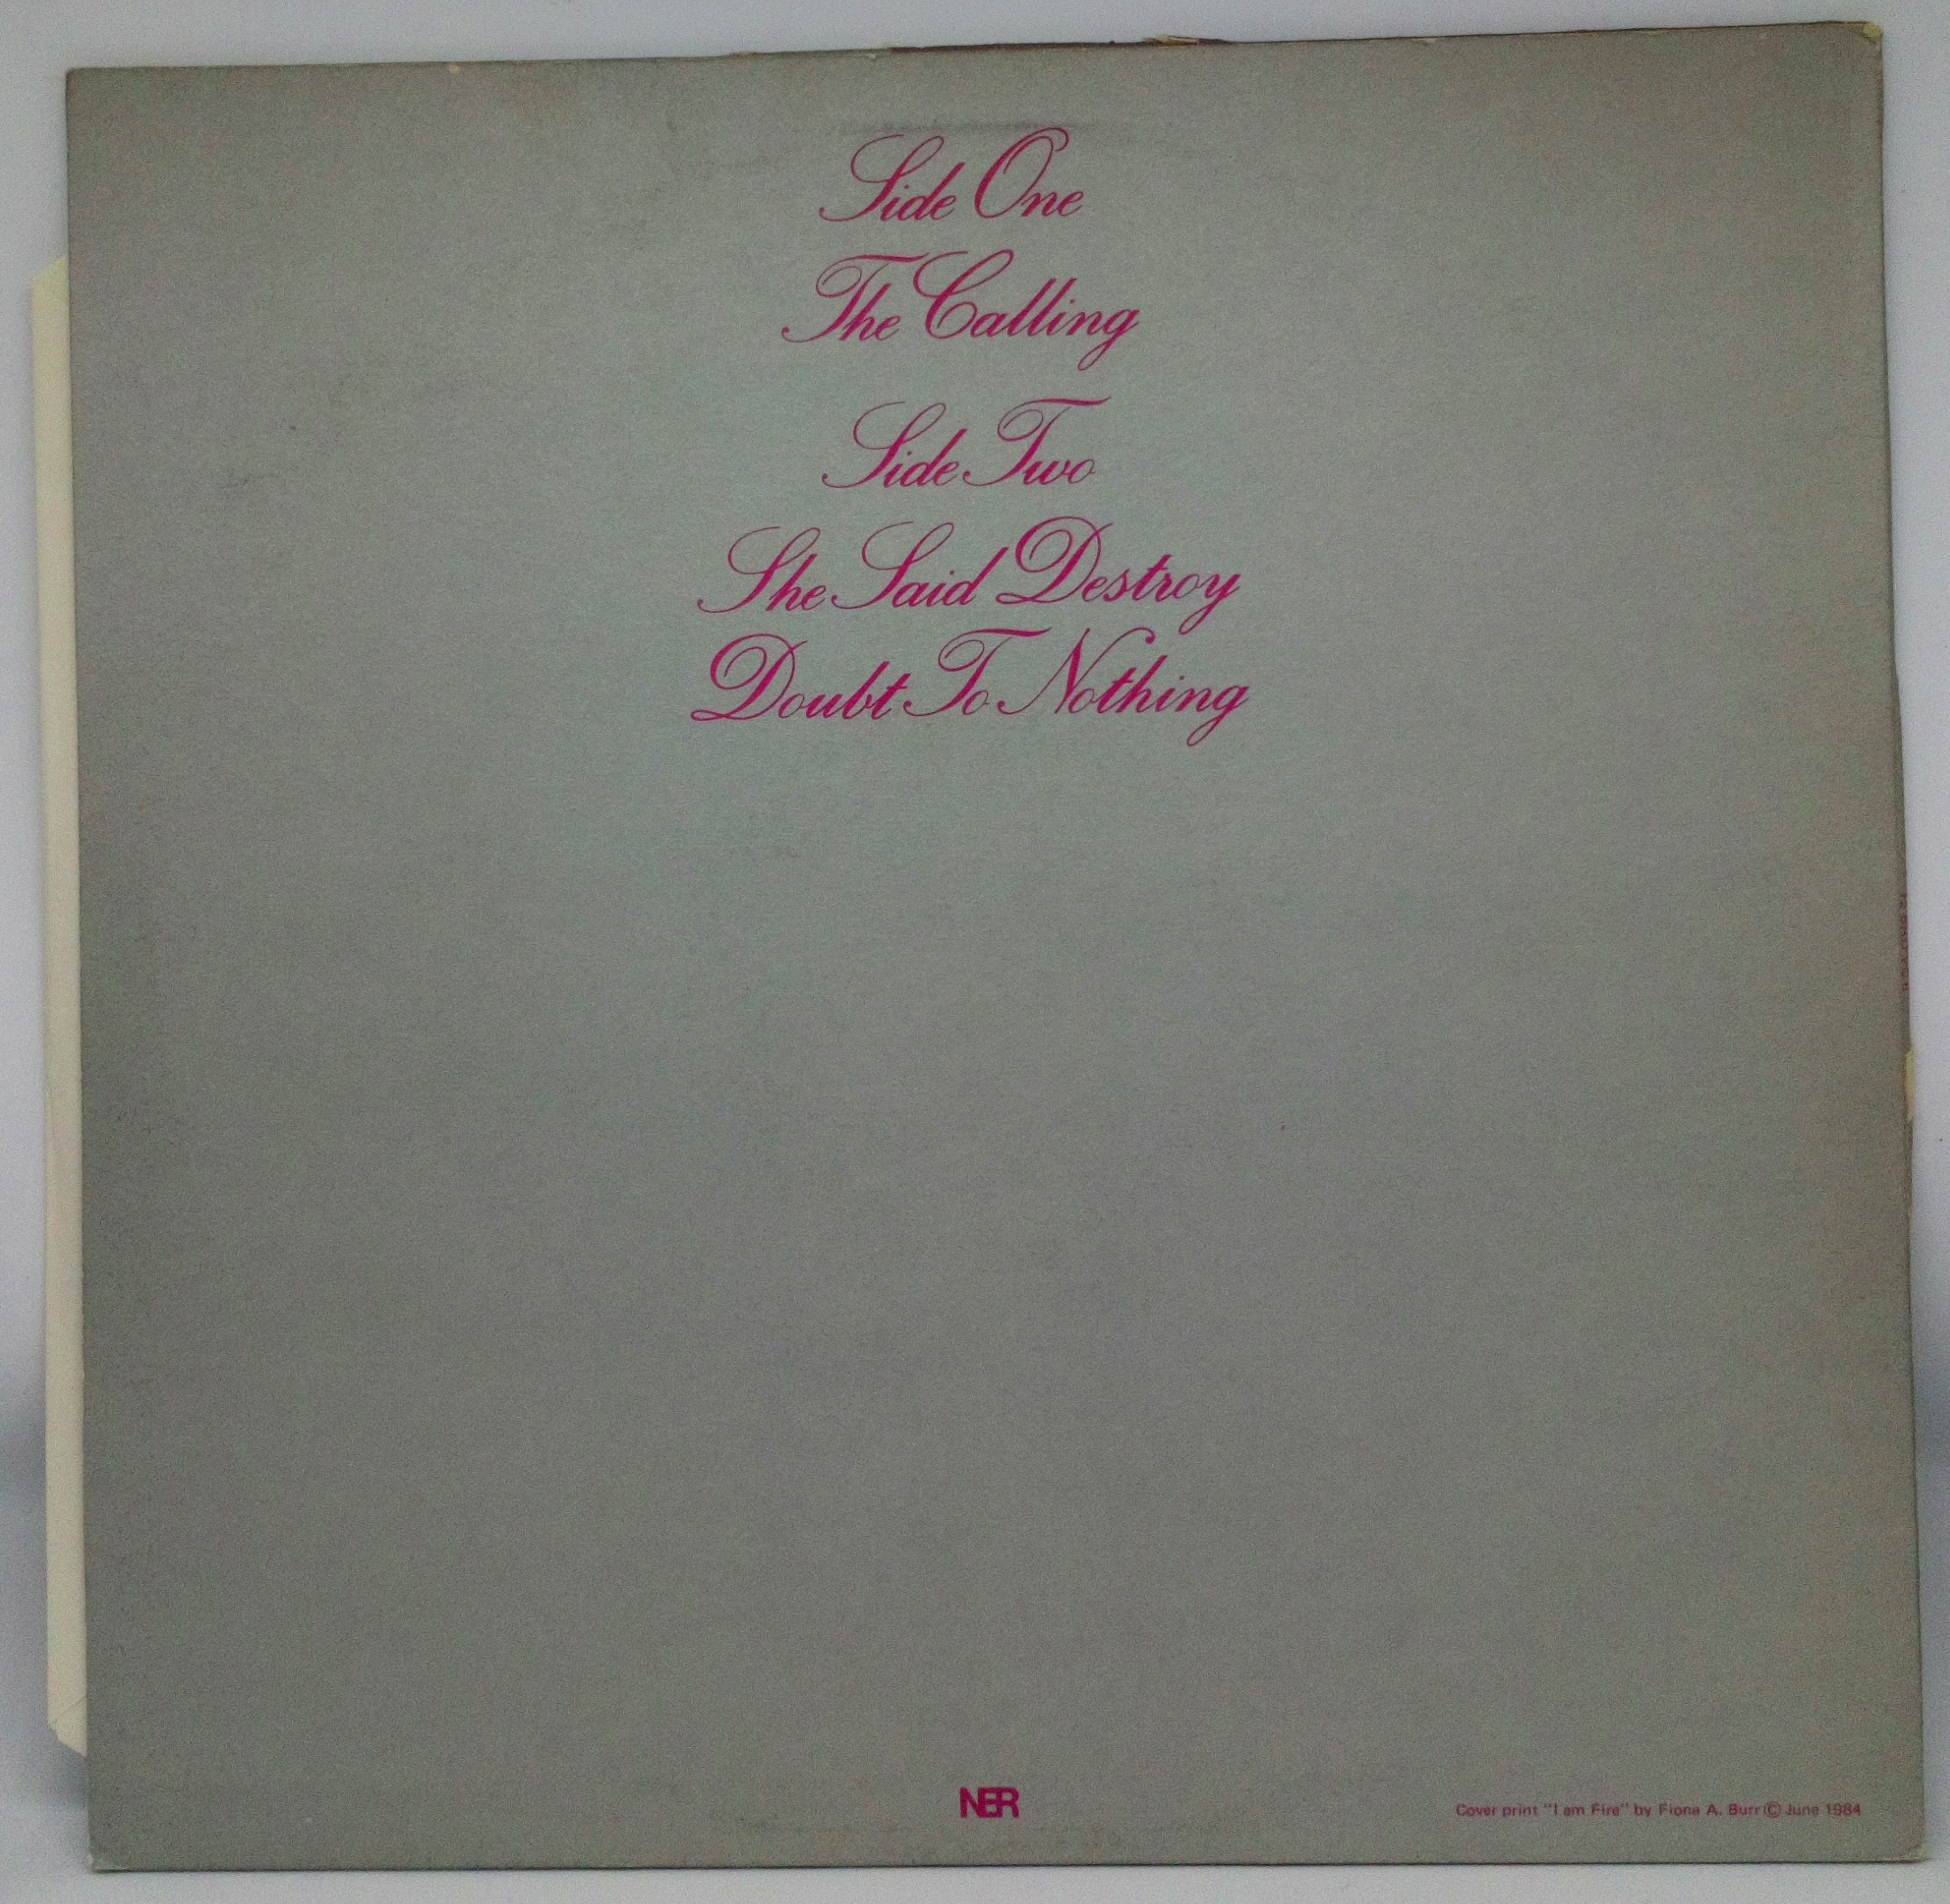 Side One
The Calling
Side Two
She Said Destroy
Doubt To Nothing
NER
Cover print "I am Fire" by Fiona A. Burr © June 1984